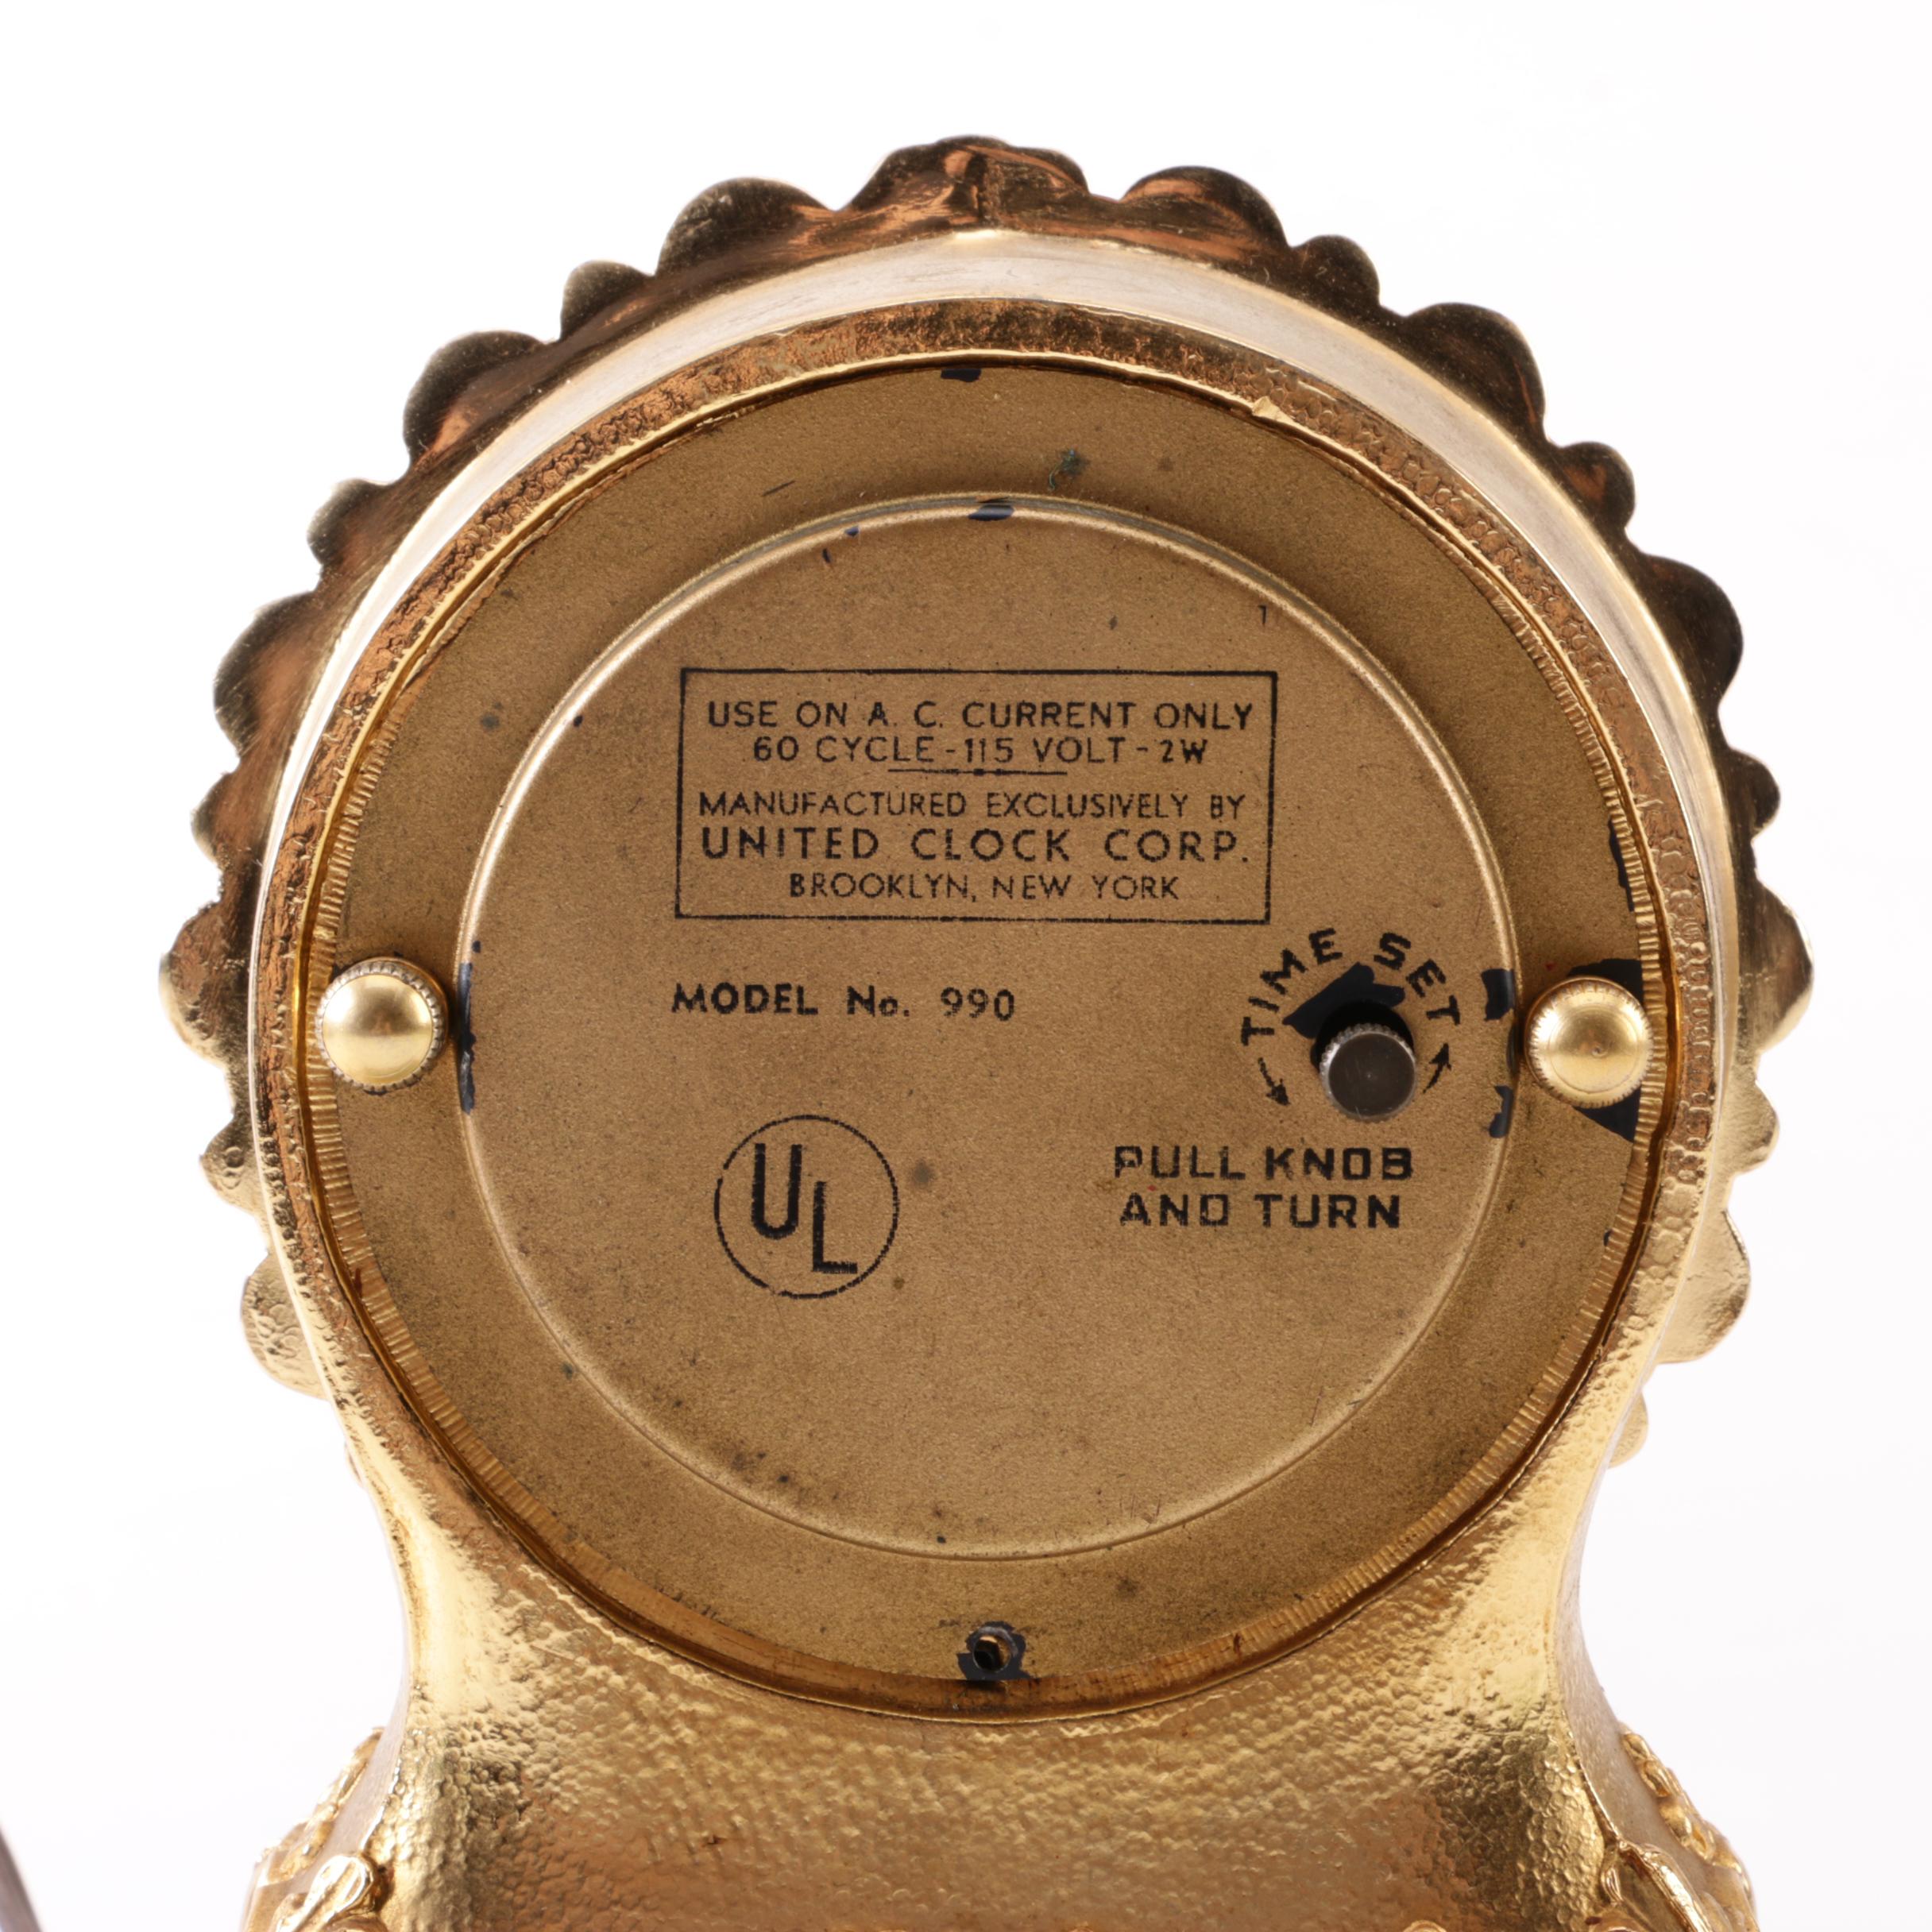 USE ON A. C. CURRENT ONLY
60 CYCLE-115 VOLT-2W
MANUFACTURED EXCLUSIVELY BY
UNITED CLOCK CORP.
BROOKLYN, NEW YORK
MODEL No. 990
TIME SET
UL
PULL KNOB
AND TURN